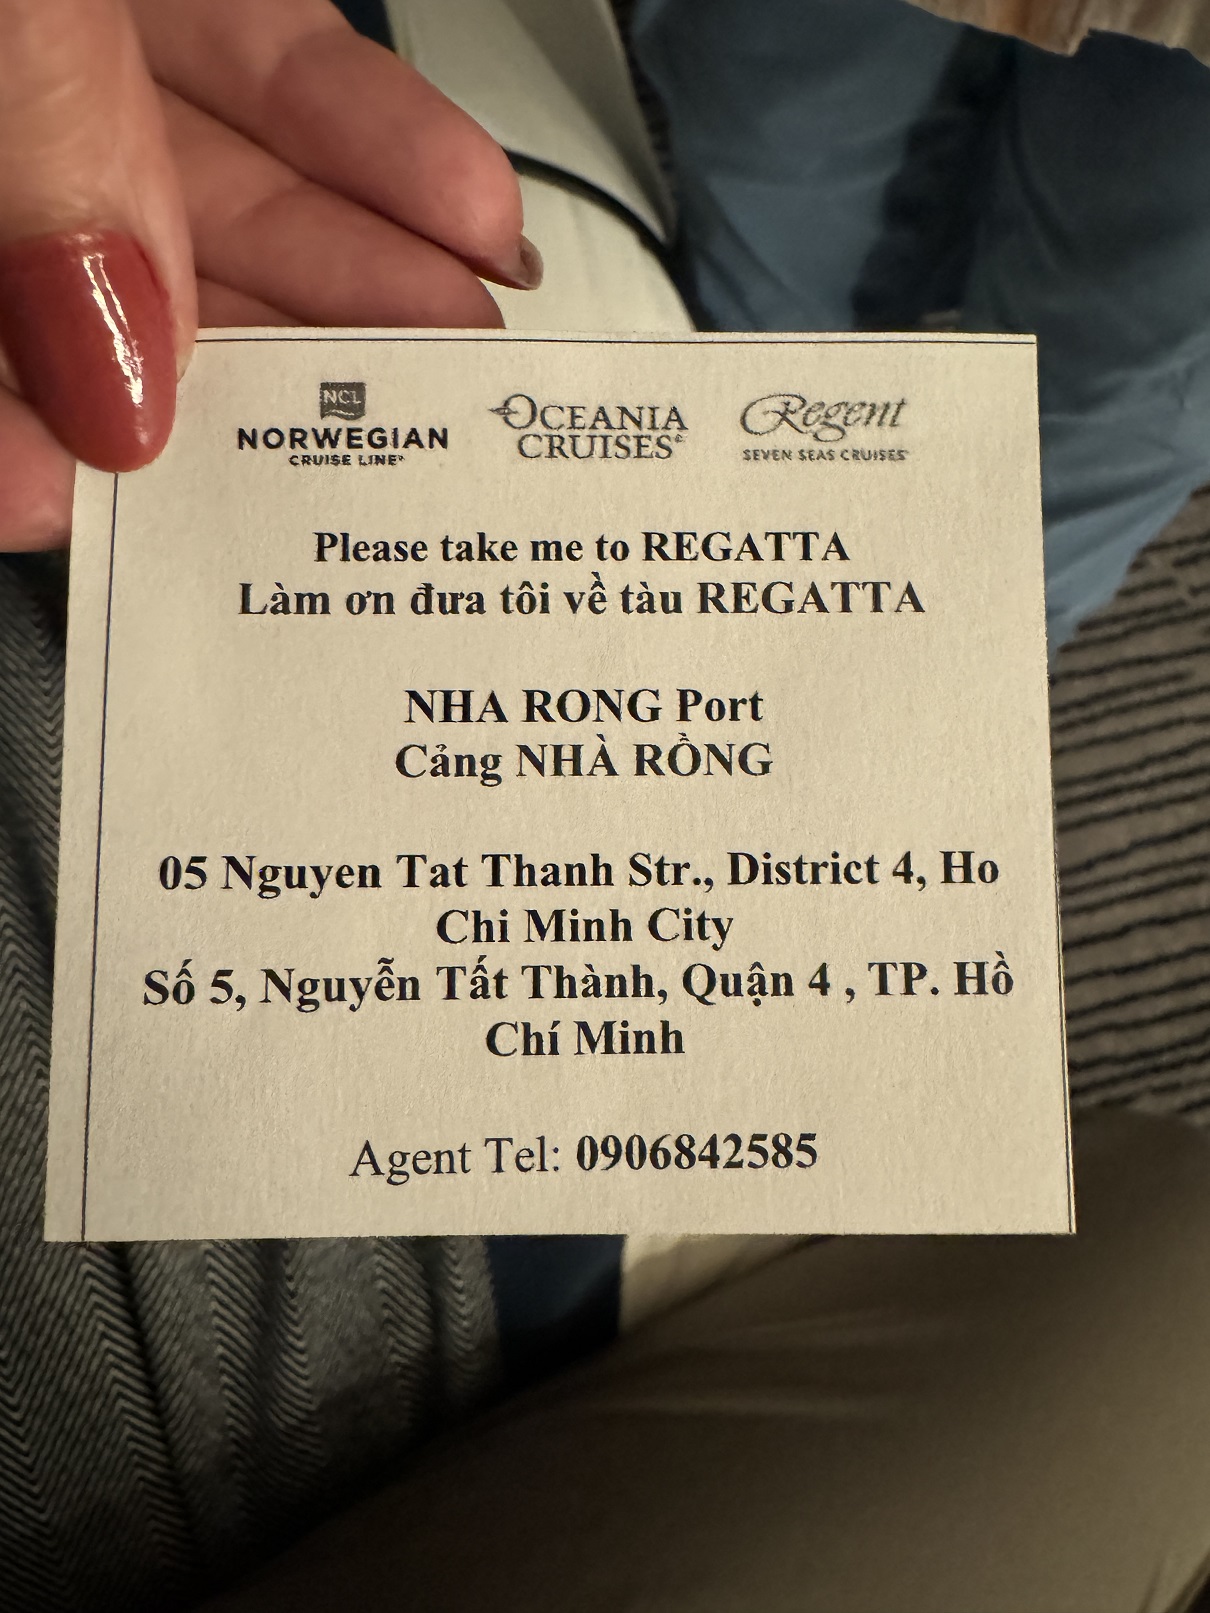 NCL
NORWEGIAN
CRUISE LINE®
OCEANIA
CRUISES®
Regent
SEVEN SEAS CRUISES
Please take me to REGATTA
Làm ơn đưa tôi về tàu REGATTA
NHA RONG Port
Cảng NHÀ RỒNG
05 Nguyen Tat Thanh Str., District 4, Ho
Chi Minh City
Số 5, Nguyễn Tất Thành, Quận 4 , TP. Hồ
Chí Minh
Agent Tel: 0906842585